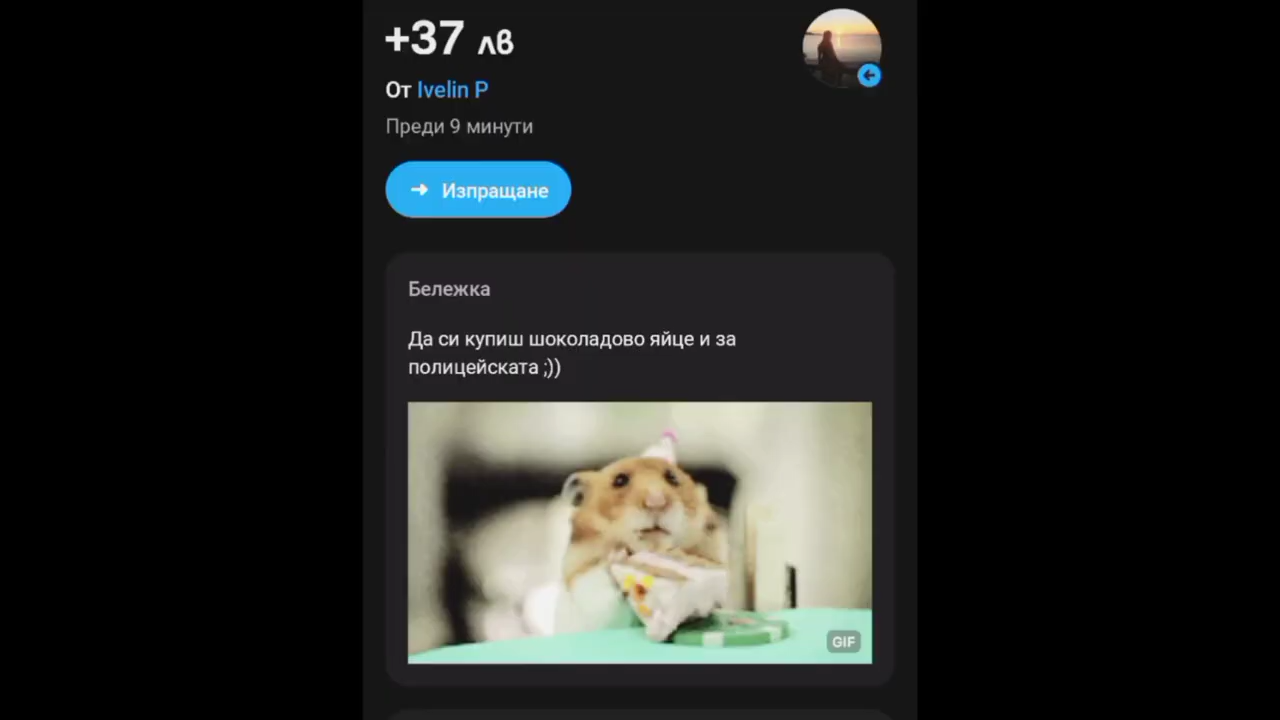 +37 лв
От Ivelin P
Преди 9 минути
Изпращане
Бележка
Да си купиш шоколадово яйце и за
полицейската ;))
GIF